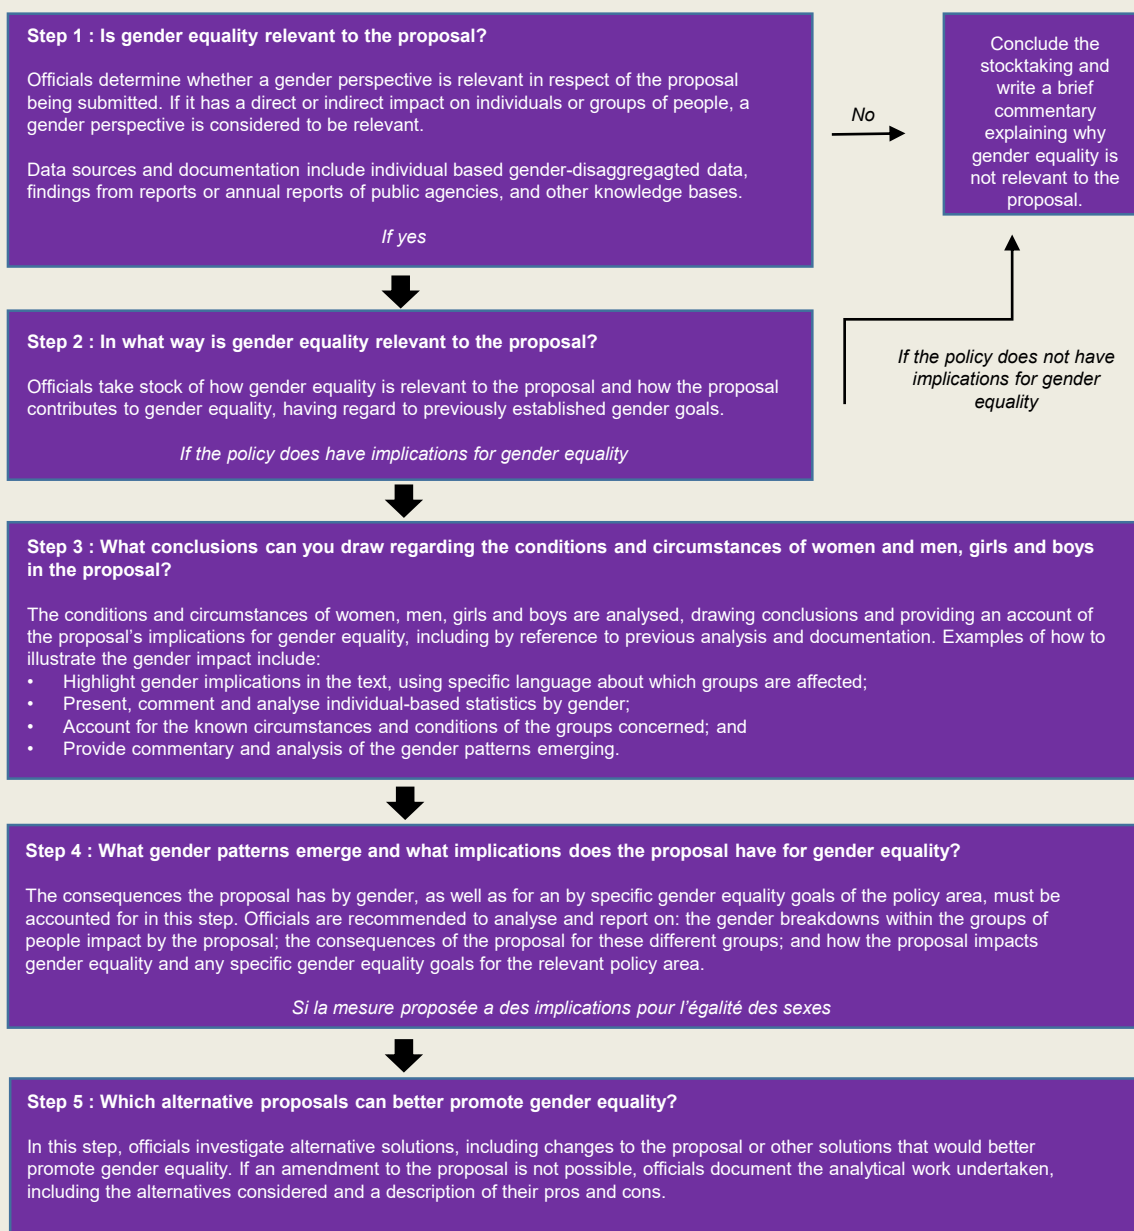 Step 1 : Is gender equality relevant to the proposal?
Officials determine whether a gender perspective is relevant in respect of the proposal
being submitted. If it has a direct or indirect impact on individuals or groups of people, a
gender perspective is considered to be relevant.
Data sources and documentation include individual based gender-disaggregagted data,
findings from reports or annual reports of public agencies, and other knowledge bases.
If yes
No
Conclude the
stocktaking and
write a brief
commentary
explaining why
gender equality is
not relevant to the
proposal.
Step 2 : In what way is gender equality relevant to the proposal?
Officials take stock of how gender equality is relevant to the proposal and how the proposal
contributes to gender equality, having regard to previously established gender goals.
If the policy does have implications for gender equality
If the policy does not have
implications for gender
equality
Step 3 : What conclusions can you draw regarding the conditions and circumstances of women and men, girls and boys
in the proposal?
The conditions and circumstances of women, men, girls and boys are analysed, drawing conclusions and providing an account of
the proposal's implications for gender equality, including by reference to previous analysis and documentation. Examples of how to
illustrate the gender impact include:
• Highlight gender implications in the text, using specific language about which groups are affected;
• Present, comment and analyse individual-based statistics by gender;
• Account for the known circumstances and conditions of the groups concerned; and
• Provide commentary and analysis of the gender patterns emerging.
Step 4 : What gender patterns emerge and what implications does the proposal have for gender equality?
The consequences the proposal has by gender, as well as for an by specific gender equality goals of the policy area, must be
accounted for in this step. Officials are recommended to analyse and report on: the gender breakdowns within the groups of
people impact by the proposal; the consequences of the proposal for these different groups; and how the proposal impacts
gender equality and any specific gender equality goals for the relevant policy area.
Si la mesure proposée a des implications pour l'égalité des sexes
Step 5 : Which alternative proposals can better promote gender equality?
In this step, officials investigate alternative solutions, including changes to the proposal or other solutions that would better
promote gender equality. If an amendment to the proposal is not possible, officials document the analytical work undertaken,
including the alternatives considered and a description of their pros and cons.